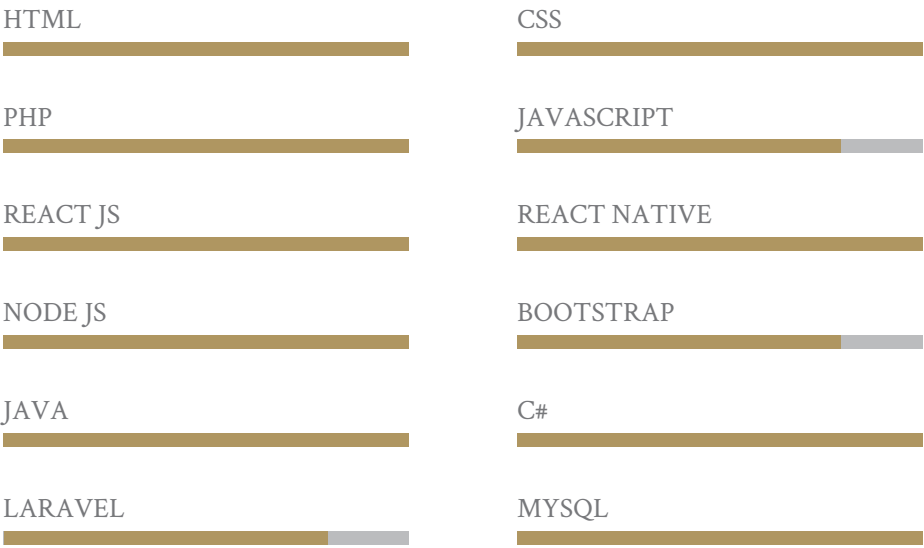 HTML
CSS
PHP
JAVASCRIPT
REACT JS
REACT NATIVE
NODE JS
BOOTSTRAP
JAVA
C#
LARAVEL
MYSQL